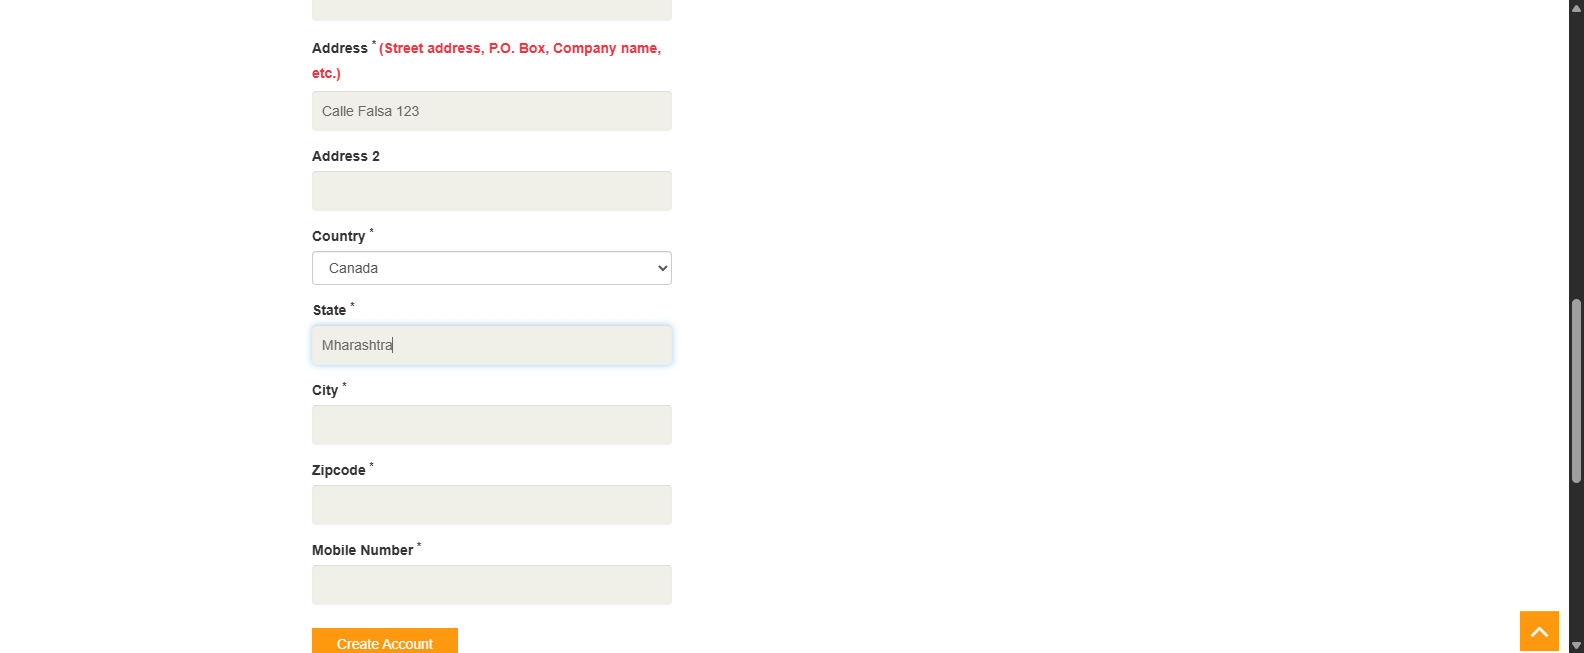 Address * (Street address, P.O. Box, Company name,
etc.)
Calle Falsa 123
Address 2
Country *
Canada
State *
Mharashtra
City *
Zipcode *
Mobile Number *
Create Account